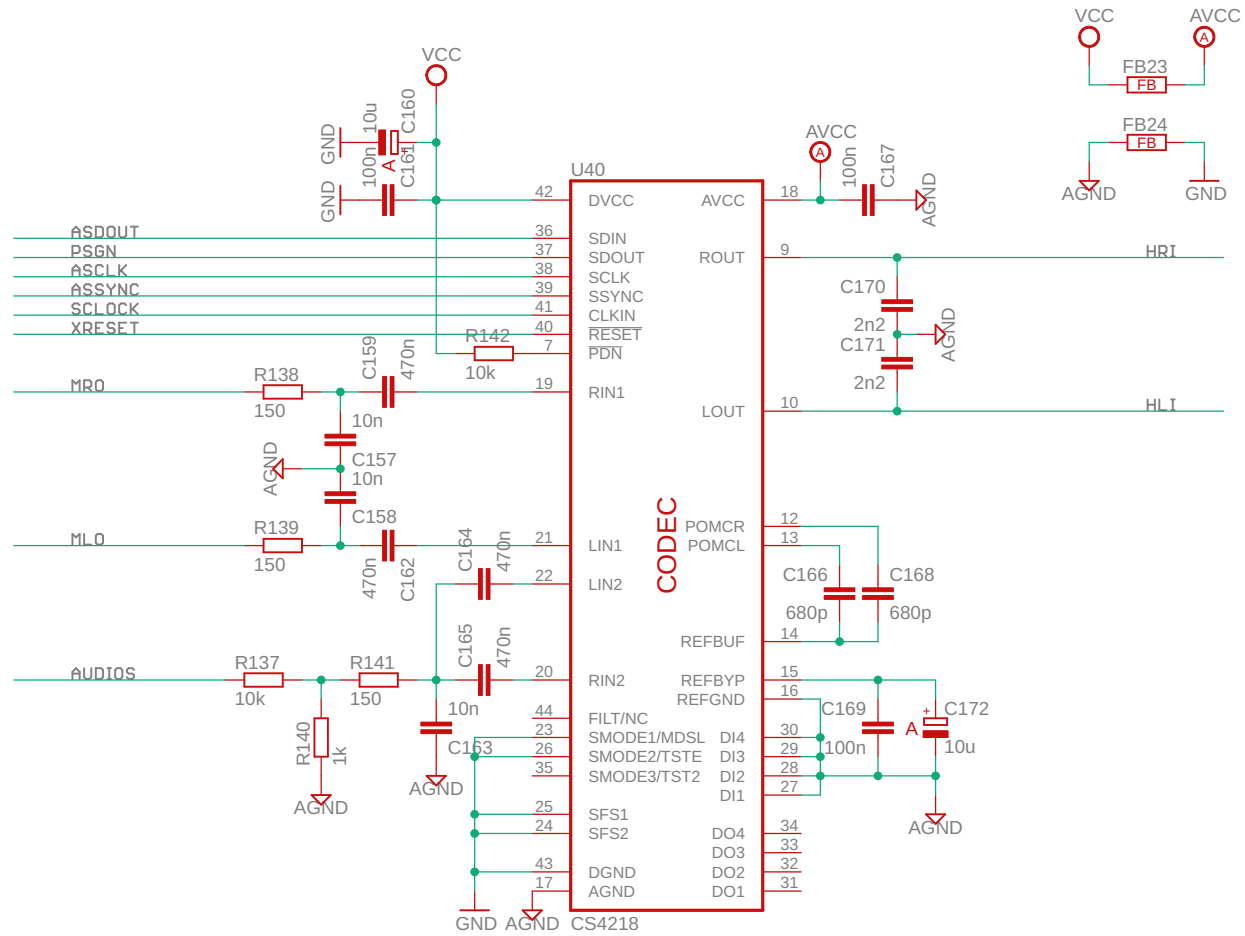 VCC
AVCC
A
FB23
FB
FB24
FB
AGND
GND
VCC
GND
10u
C160
A
+
GND
100n
C161
U40
AVCC
A
100n
C167
AGND
42
DVCC
AVCC
18
ASDOUT
36
SDIN
PSGN
37
SDOUT
ROUT
9
HRI
ASCLK
38
SCLK
ASSYNC
39
SSYNC
SCLOCK
41
CLKIN
XRESET
40
RESET
R142
10k
7
PDN
C170
2n2
AGND
C171
2n2
MRO
R138
150
C159
470n
19
RIN1
LOUT
10
HLI
10n
C157
AGND
10n
C158
MLO
R139
150
470n
C162
21
LIN1
C164
470n
22
LIN2
CODEC
POMCR
12
POMCL
13
C166
680p
C168
680p
REFBUF
14
AUDIOS
R137
10k
R141
150
C165
470n
20
RIN2
REFBYP
15
REFGND
16
R140
1k
AGND
10n
C163
AGND
44
FILT/NC
23
SMODE1/MDSL
26
SMODE2/TSTE
35
SMODE3/TST2
DI4
30
DI3
29
DI2
28
DI1
27
C169
100n
+
A
C172
10u
AGND
25
SFS1
24
SFS2
DO4
34
DO3
33
DO2
32
DO1
31
43
DGND
17
AGND
GND
AGND
CS4218